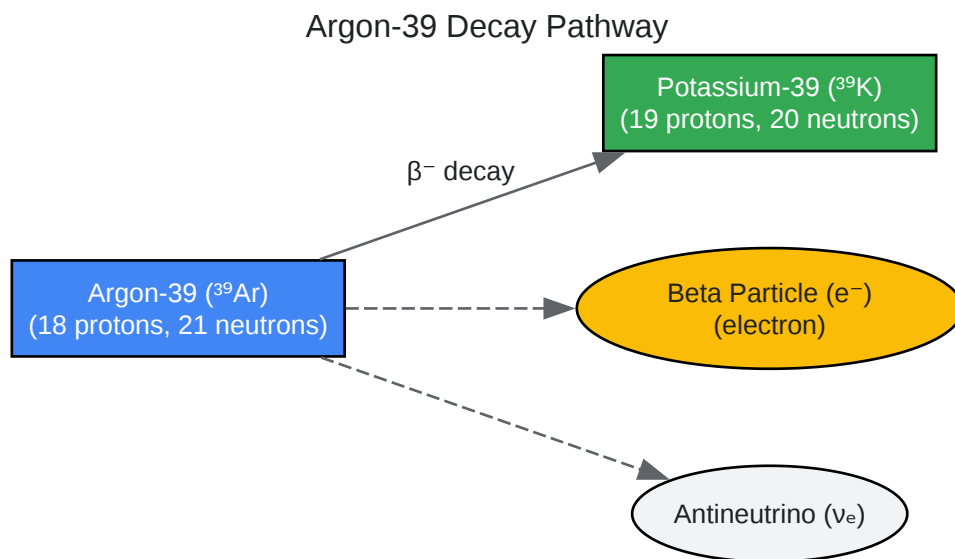 Argon-39 Decay Pathway
Potassium-39 (³⁹K)
(19 protons, 20 neutrons)
β⁻ decay
Argon-39 (³⁹Ar)
(18 protons, 21 neutrons)
Beta Particle (e⁻)
(electron)
Antineutrino (νₑ)